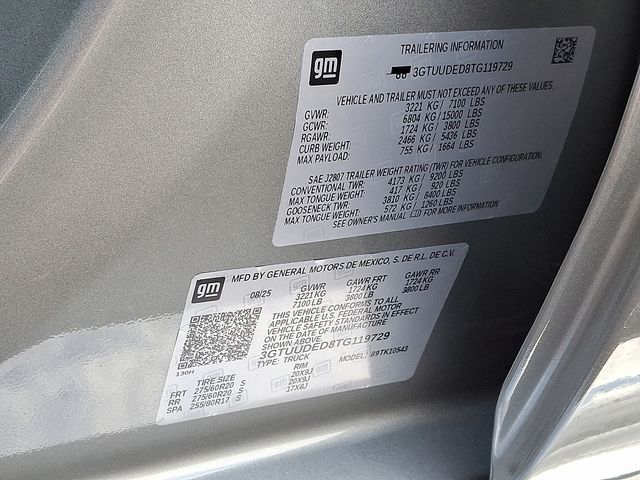 gm
TRAILERING INFORMATION
3GTUUDED8TG119729
VEHICLE AND TRAILER MUST NOT EXCEED ANY OF THESE VALUES.
GVWR: 3221 KG / 7100 LBS
GCWR: 6804 KG / 15000 LBS
RGAWR: 1724 KG / 3800 LBS
CURB WEIGHT: 2466 KG / 5436 LBS
MAX PAYLOAD: 755 KG / 1664 LBS
SAE J2807 TRAILER WEIGHT RATING (TWR) FOR VEHICLE CONFIGURATION.
CONVENTIONAL TWR: 4173 KG / 9200 LBS
MAX TONGUE WEIGHT: 417 KG / 920 LBS
GOOSENECK TWR: 3810 KG / 8400 LBS
MAX TONGUE WEIGHT: 572 KG / 1260 LBS
SEE OWNER'S MANUAL FOR MORE INFORMATION
gm
MFD BY GENERAL MOTORS DE MEXICO, S. DE R.L. DE C.V.
08/25 GVWR GAWR FRT GAWR RR
3221 KG 1724 KG 1724 KG
7100 LB 3800 LB 3800 LB
THIS VEHICLE CONFORMS TO ALL
APPLICABLE U.S. FEDERAL MOTOR
VEHICLE SAFETY STANDARDS IN EFFECT
ON THE DATE OF MANUFACTURE
SHOWN ABOVE.
3GTUUDED8TG119729
TYPE: TRUCK MODEL: 89TK10543
130H
TIRE SIZE RIM
FRT 275/60R20 S 20X9J
RR 275/60R20 S 20X9J
SPA 255/80R17 S 17X8J